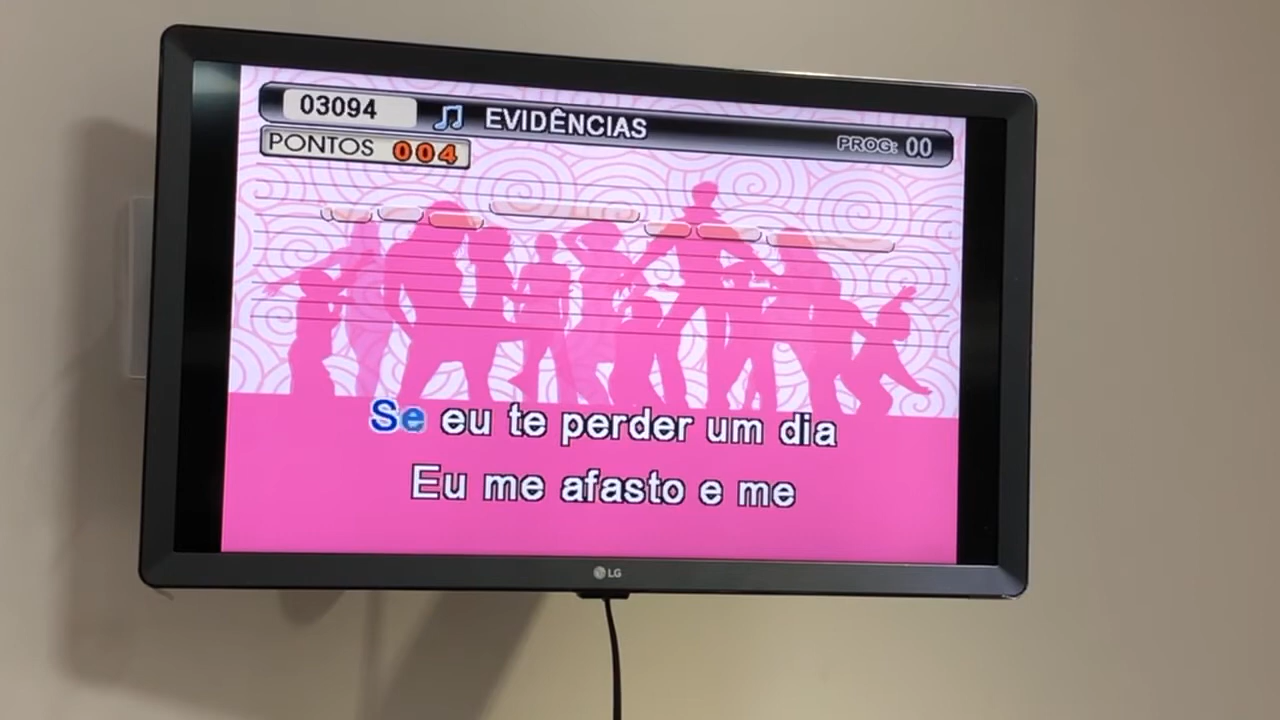 03094 EVIDÊNCIAS PROG: 00
PONTOS 004
Se eu te perder um dia
Eu me afasto e me
LG